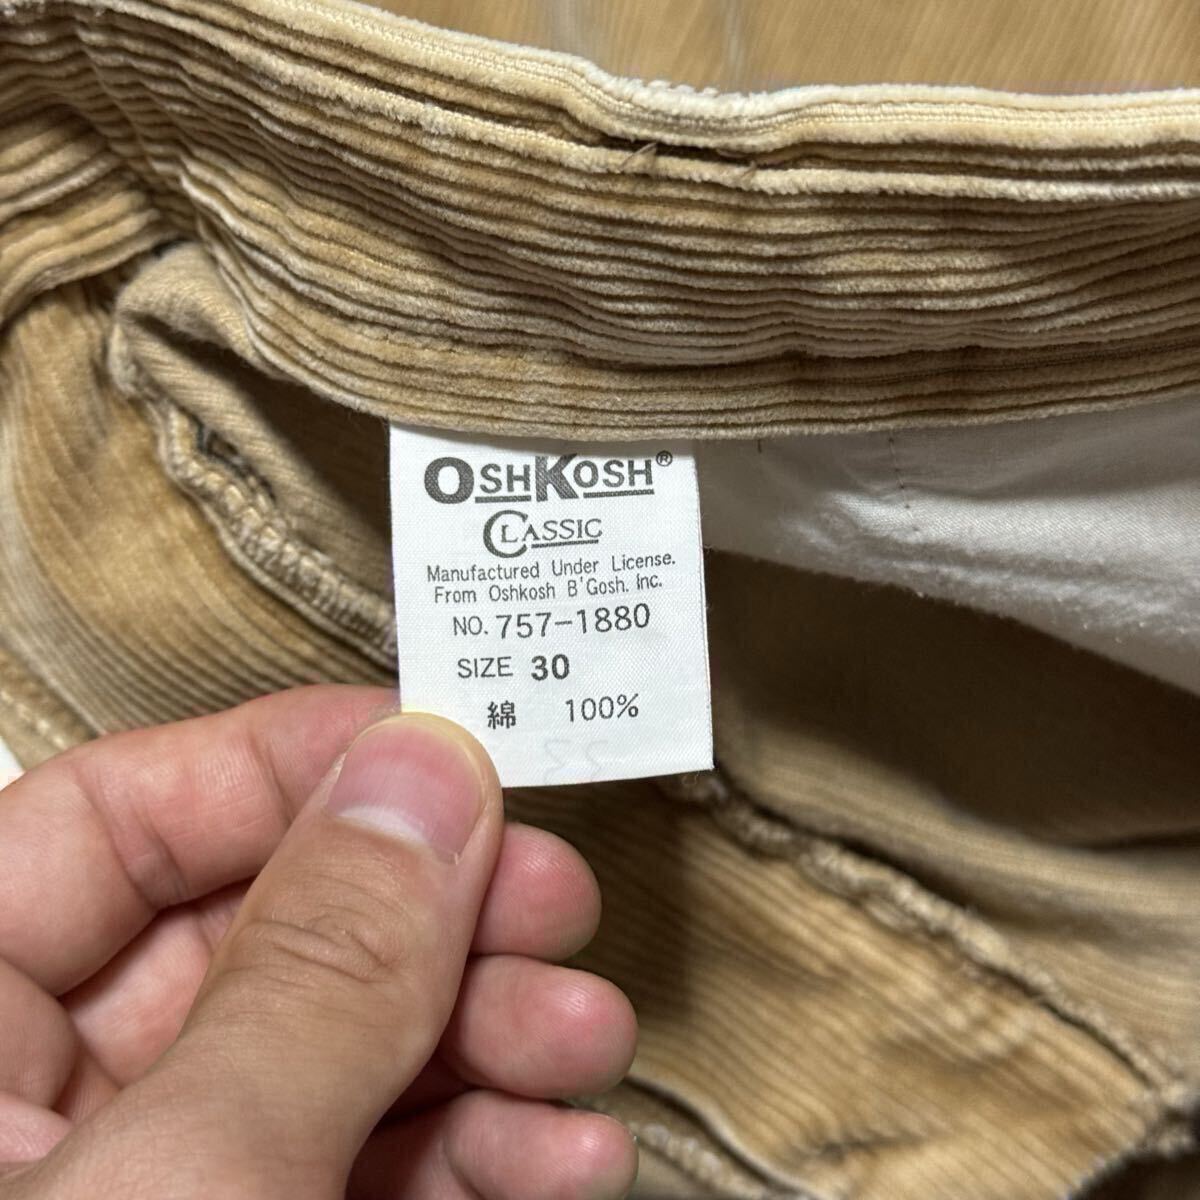 OSHKOSH®
CLASSIC
Manufactured Under License.
From Oshkosh B'Gosh. Inc.
NO. 757-1880
SIZE 30
綿 100%